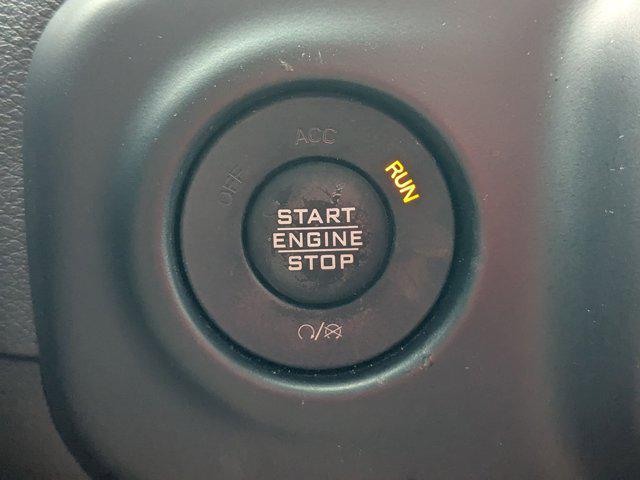 OFF
ACC
RUN
START
ENGINE
STOP